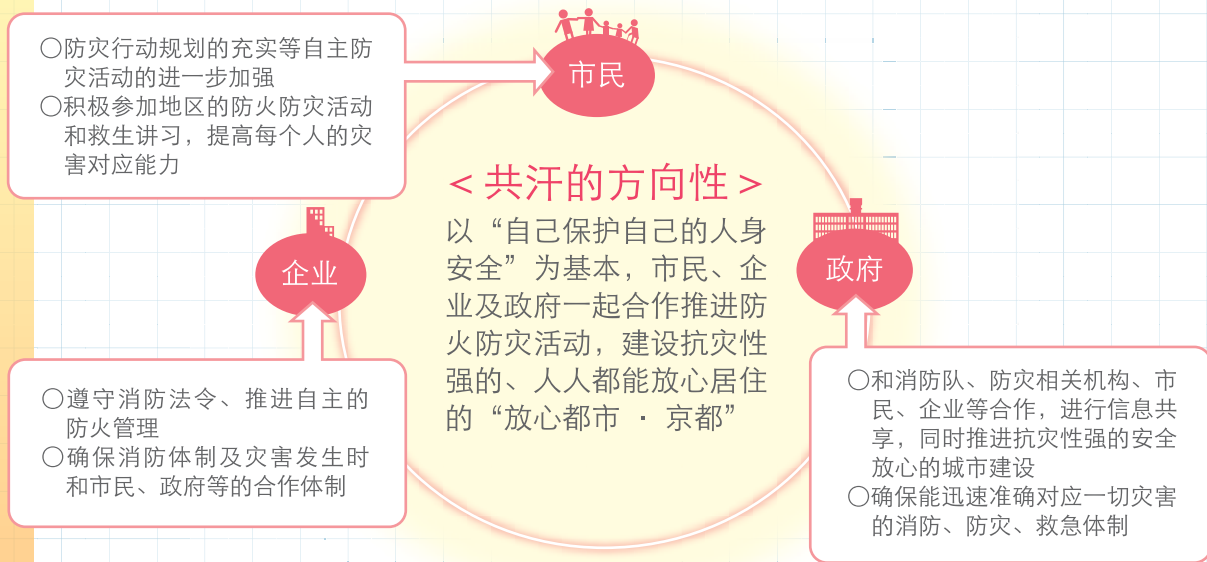 ○防灾行动规划的充实等自主防
灾活动的进一步加强
○积极参加地区的防火防灾活动
和救生讲习，提高每个人的灾
害对应能力
市民
＜共汗的方向性＞
以“自己保护自己的人身
安全”为基本，市民、企
业及政府一起合作推进防
火防灾活动，建设抗灾性
强的、人人都能放心居住
的“放心都市 · 京都”
企业
政府
○遵守消防法令、推进自主的
防火管理
○确保消防体制及灾害发生时
和市民、政府等的合作体制
○和消防队、防灾相关机构、市
民、企业等合作，进行信息共
享，同时推进抗灾性强的安全
放心的城市建设
○确保能迅速准确对应一切灾害
的消防、防灾、救急体制